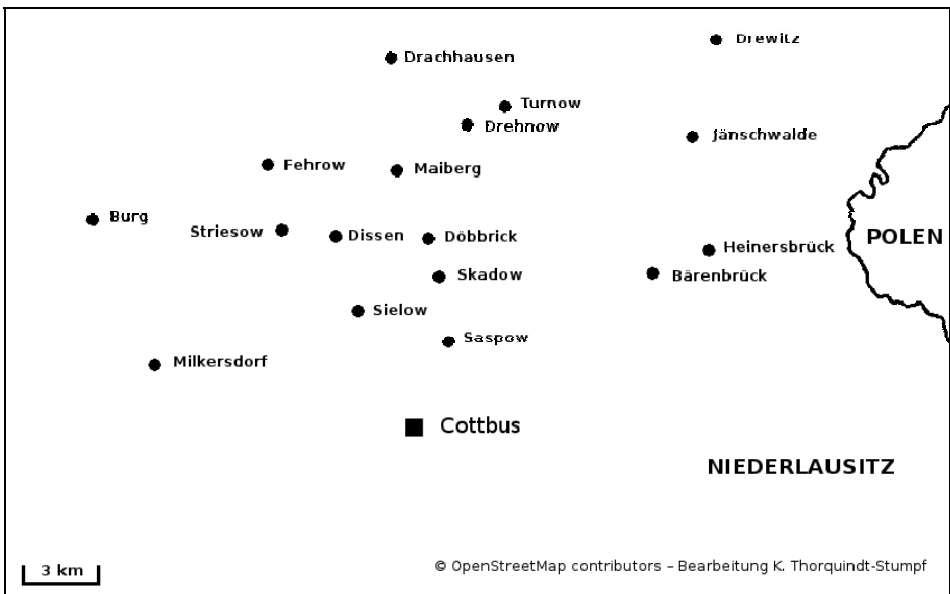 Drewitz
Drachhausen
Turnow
Drehnow
Jänschwalde
Fehrow
Maiberg
Burg
Striesow
Dissen
Döbbrick
POLEN
Heinersbrück
Skadow
Bärenbrück
Sielow
Saspow
Milkersdorf
Cottbus
NIEDERLAUSITZ
© OpenStreetMap contributors – Bearbeitung K. Thorquindt-Stumpf
3 km